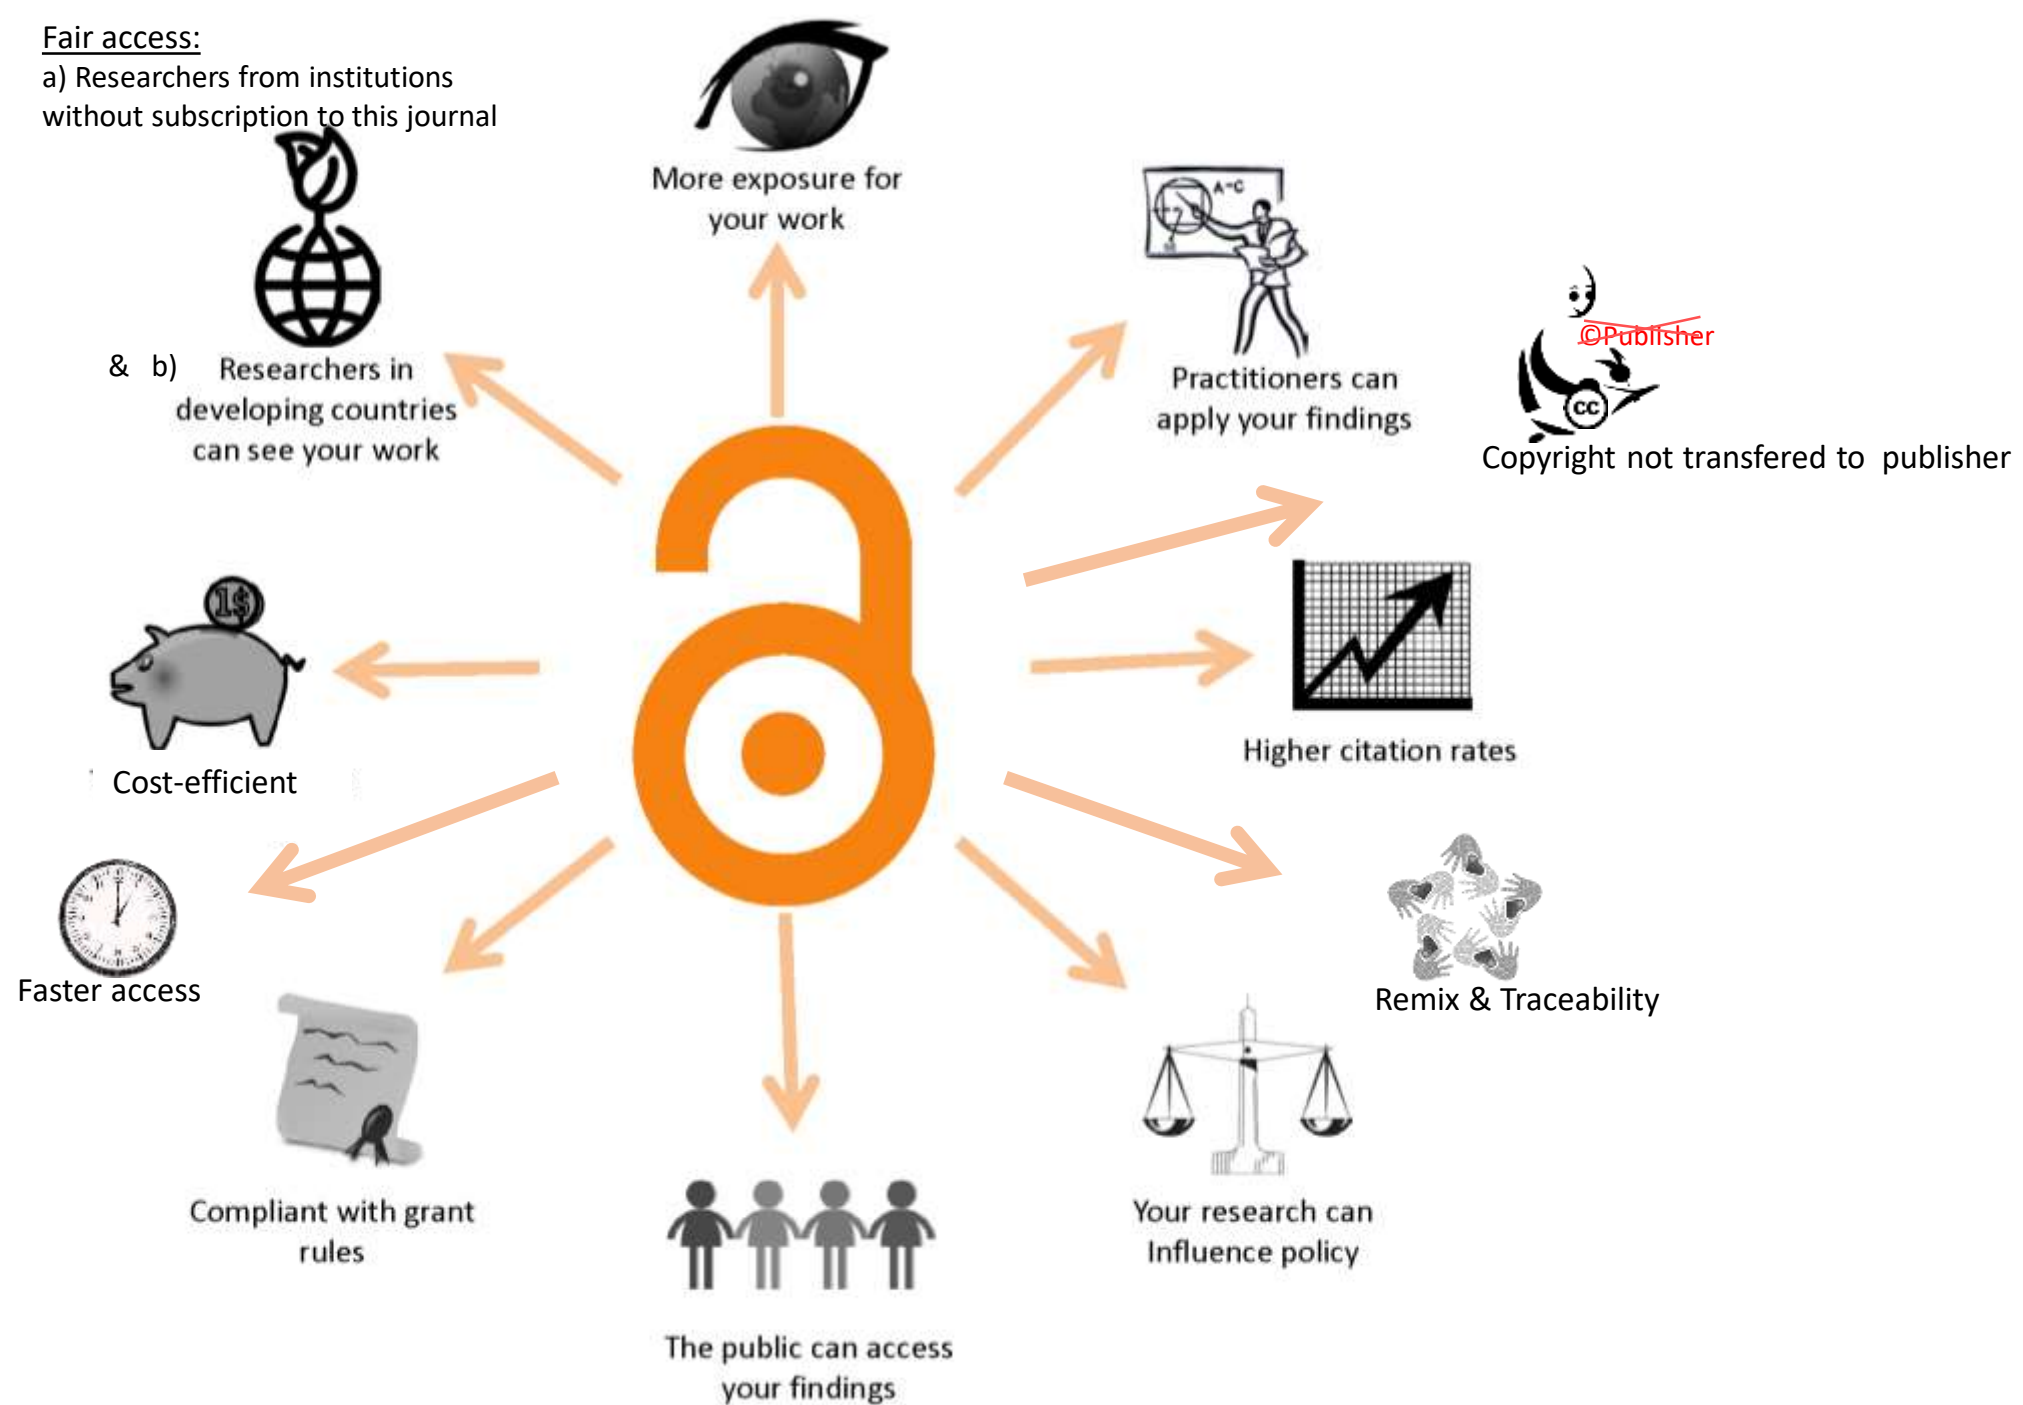 Fair access:
a) Researchers from institutions
without subscription to this journal
More exposure for
your work
A-C
Practitioners can
apply your findings
©Publisher
CC
Copyright not transfered to publisher
& b) Researchers in
developing countries
can see your work
1$
Cost-efficient
Higher citation rates
Faster access
Remix & Traceability
Compliant with grant
rules
Your research can
Influence policy
The public can access
your findings